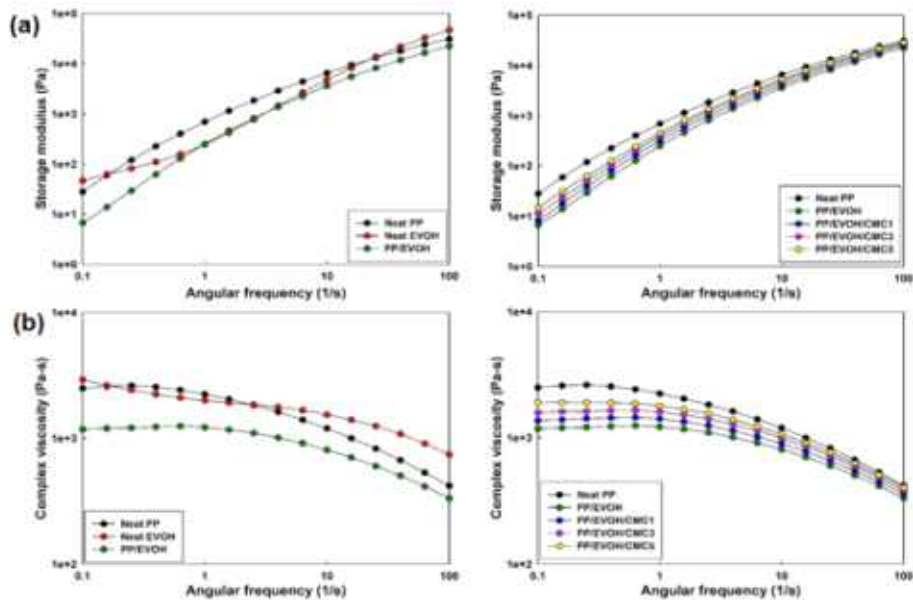 (a)
1e+5
1e+4
1e+3
1e+2
1e+1
1e+0
Storage modulus (Pa)
0.1 1 10 100
Angular frequency (1/s)
Neat PP
Neat EVOH
PP/EVOH
1e+5
1e+4
1e+3
1e+2
1e+1
1e+0
Storage modulus (Pa)
0.1 1 10 100
Angular frequency (1/s)
Neat PP
PP/EVOH
PP/EVOH/CMC1
PP/EVOH/CMC3
PP/EVOH/CMC5
(b)
1e+4
1e+3
1e+2
Complex viscosity (Pa-s)
0.1 1 10 100
Angular frequency (1/s)
Neat PP
Neat EVOH
PP/EVOH
1e+4
1e+3
1e+2
Complex viscosity (Pa-s)
0.1 1 10 100
Angular frequency (1/s)
Neat PP
PP/EVOH
PP/EVOH/CMC1
PP/EVOH/CMC3
PP/EVOH/CMC5